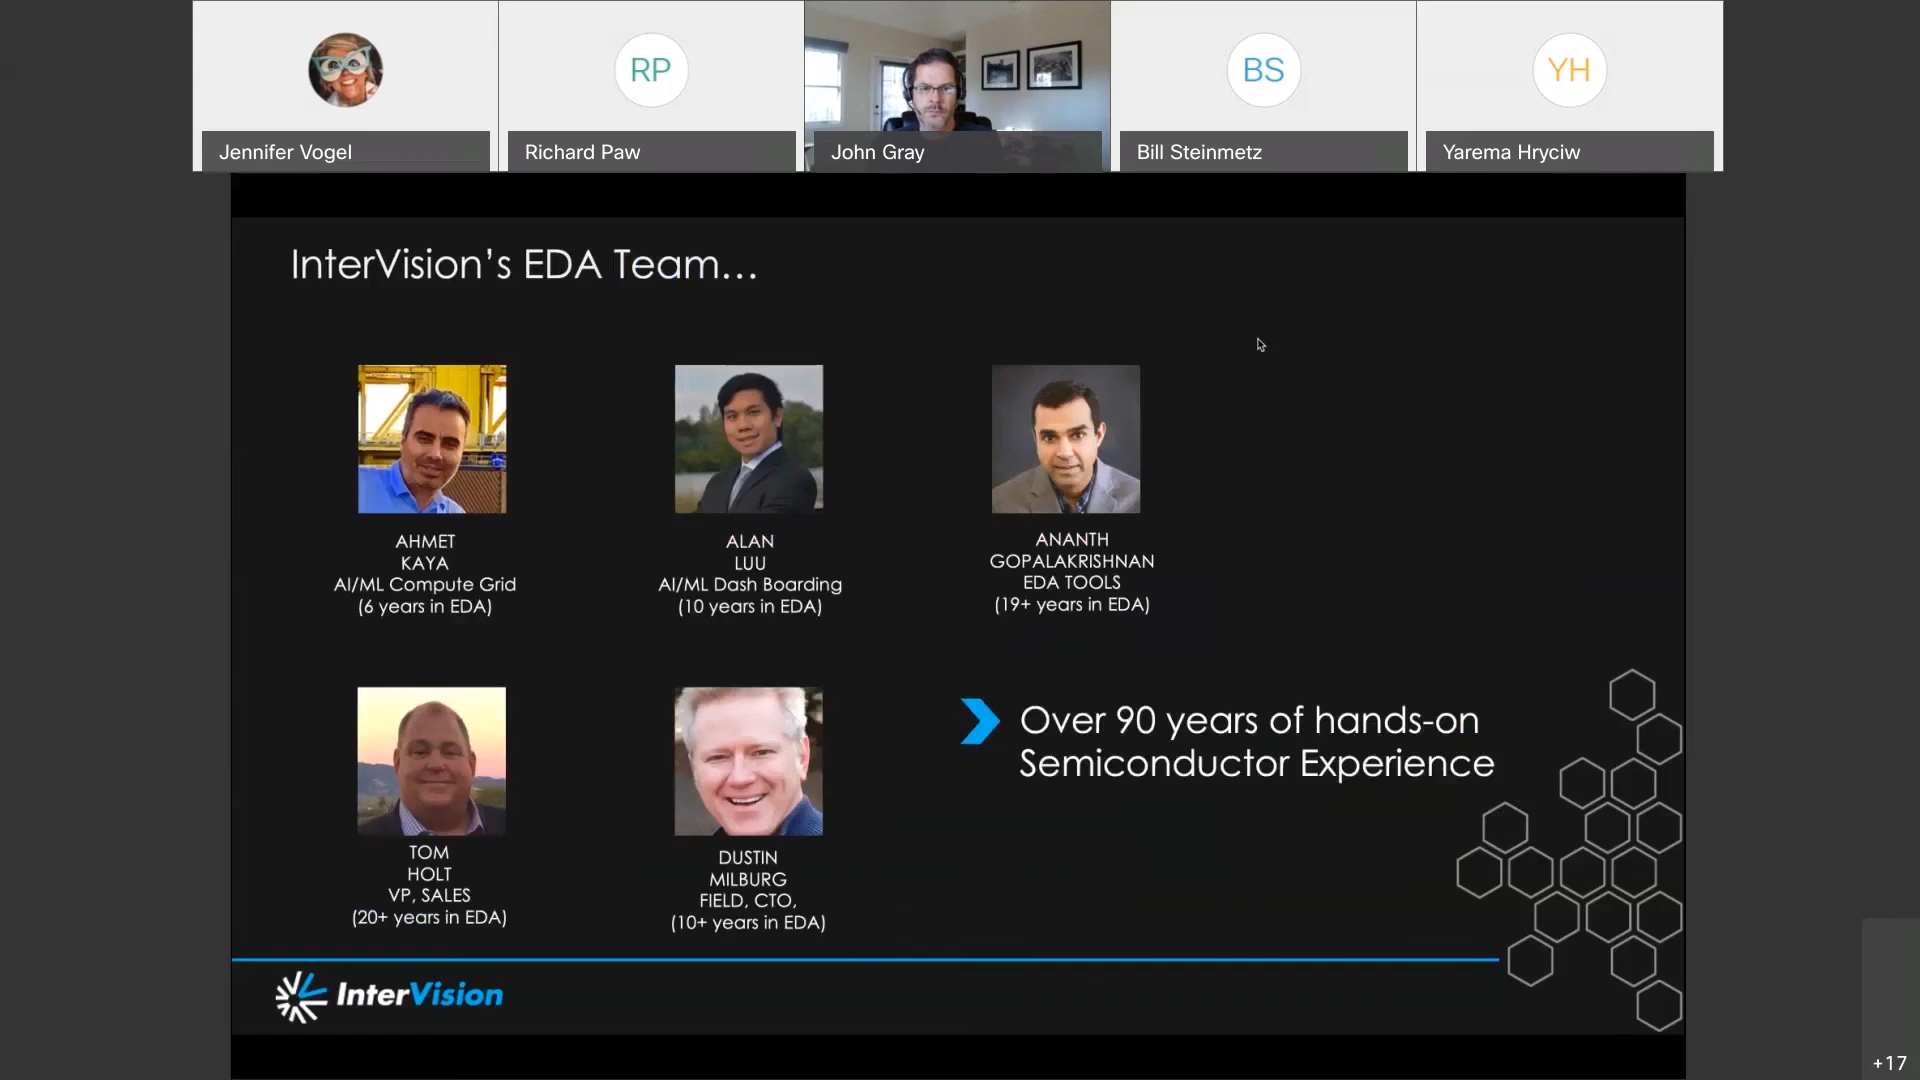 RP
BS
YH
Jennifer Vogel
Richard Paw
John Gray
Bill Steinmetz
Yarema Hryciw
InterVision’s EDA Team...
AHMET
KAYA
AI/ML Compute Grid
(6 years in EDA)
ALAN
LUU
AI/ML Dash Boarding
(10 years in EDA)
ANANTH
GOPALAKRISHNAN
EDA TOOLS
(19+ years in EDA)
TOM
HOLT
VP, SALES
(20+ years in EDA)
DUSTIN
MILBURG
FIELD, CTO,
(10+ years in EDA)
Over 90 years of hands-on
Semiconductor Experience
InterVision
+17